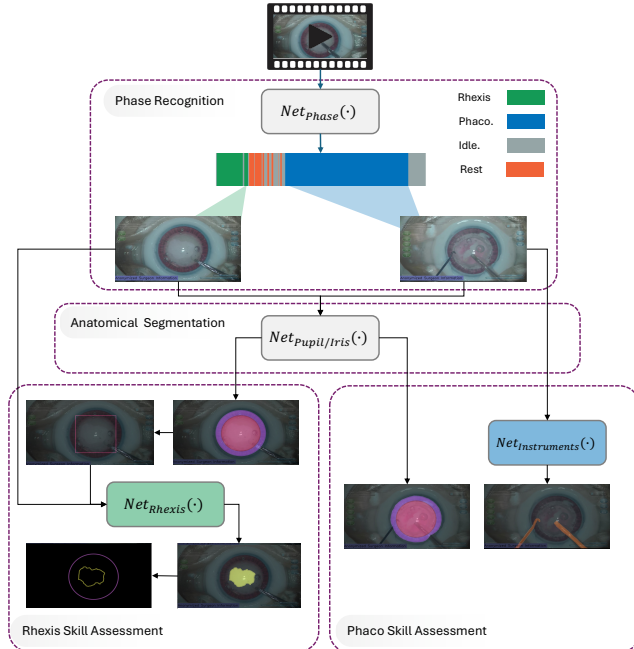 Phase Recognition
Net_Phase(·)
Rhexis
Phaco.
Idle.
Rest
Anatomical Segmentation
Net_Pupil/Iris(·)
Net_Instruments(·)
Net_Rhexis(·)
Rhexis Skill Assessment
Phaco Skill Assessment